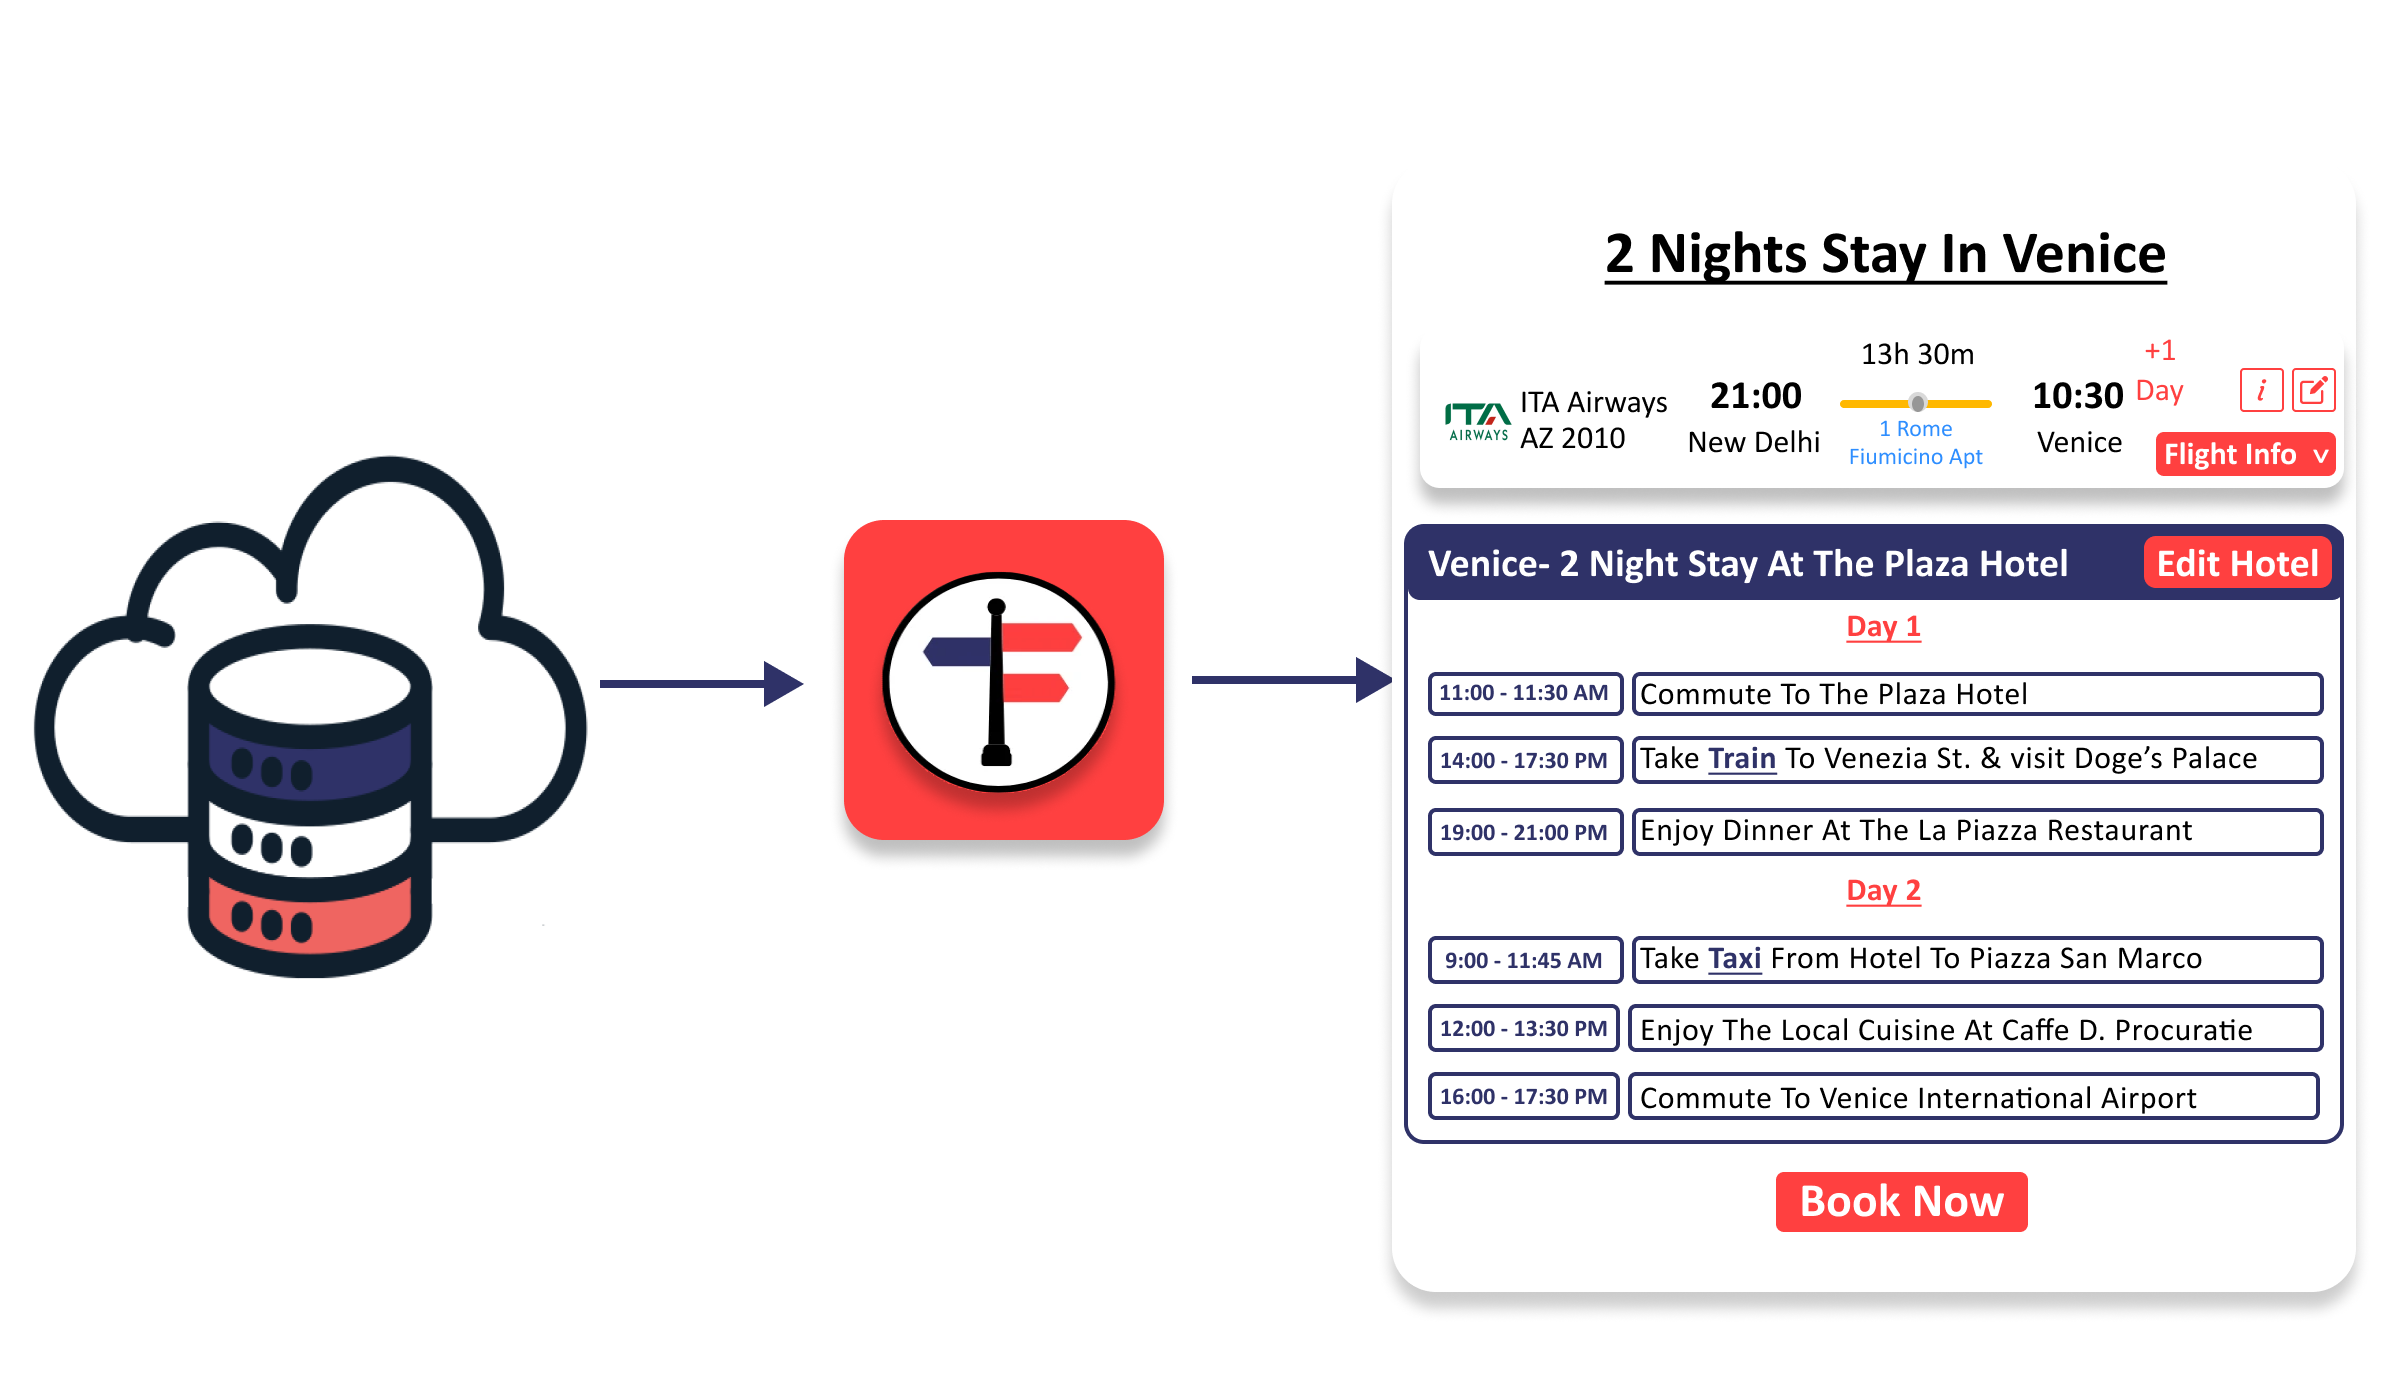 2 Nights Stay In Venice
13h 30m
+1
Day
ITA
AIRWAYS
ITA Airways
AZ 2010
21:00
New Delhi
1 Rome
Fiumicino Apt
10:30
Venice
i
Flight Info v
Venice- 2 Night Stay At The Plaza Hotel
Edit Hotel
Day 1
11:00 - 11:30 AM Commute To The Plaza Hotel
14:00 - 17:30 PM Take Train To Venezia St. & visit Doge’s Palace
19:00 - 21:00 PM Enjoy Dinner At The La Piazza Restaurant
Day 2
9:00 - 11:45 AM Take Taxi From Hotel To Piazza San Marco
12:00 - 13:30 PM Enjoy The Local Cuisine At Caffe D. Procuratie
16:00 - 17:30 PM Commute To Venice International Airport
Book Now